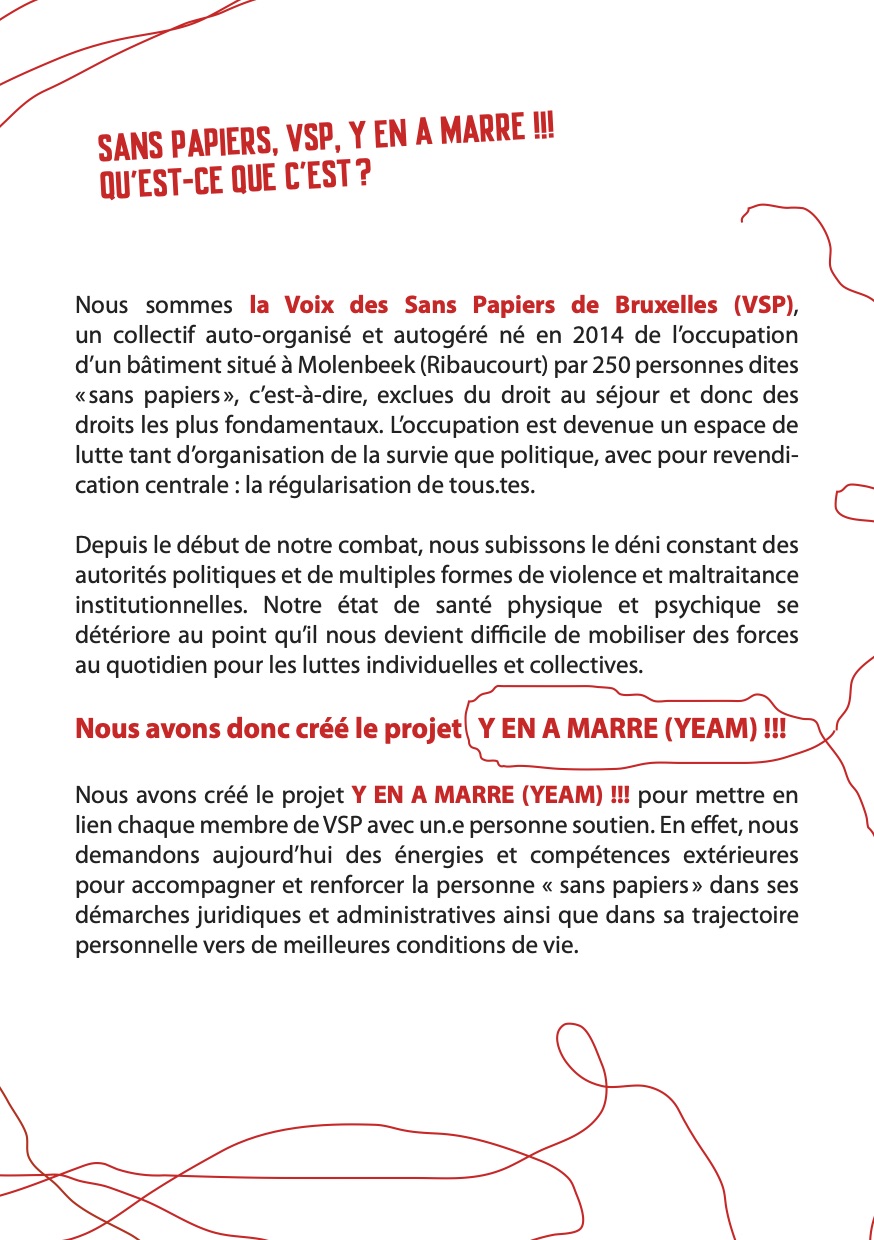 SANS PAPIERS, VSP, Y EN A MARRE !!!
QU’EST-CE QUE C’EST ?
Nous sommes la Voix des Sans Papiers de Bruxelles (VSP),
un collectif auto-organisé et autogéré né en 2014 de l’occupation
d’un bâtiment situé à Molenbeek (Ribaucourt) par 250 personnes dites
« sans papiers », c’est-à-dire, exclues du droit au séjour et donc des
droits les plus fondamentaux. L’occupation est devenue un espace de
lutte tant d’organisation de la survie que politique, avec pour revendi-
cation centrale : la régularisation de tous.tes.
Depuis le début de notre combat, nous subissons le déni constant des
autorités politiques et de multiples formes de violence et maltraitance
institutionnelles. Notre état de santé physique et psychique se
détériore au point qu’il nous devient difficile de mobiliser des forces
au quotidien pour les luttes individuelles et collectives.
Nous avons donc créé le projet Y EN A MARRE (YEAM) !!!
Nous avons créé le projet Y EN A MARRE (YEAM) !!! pour mettre en
lien chaque membre de VSP avec un.e personne soutien. En effet, nous
demandons aujourd’hui des énergies et compétences extérieures
pour accompagner et renforcer la personne « sans papiers » dans ses
démarches juridiques et administratives ainsi que dans sa trajectoire
personnelle vers de meilleures conditions de vie.